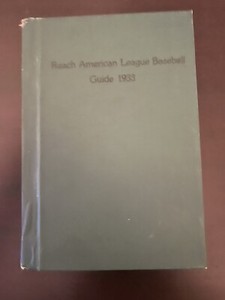 Reach American League Baseball
Guide 1933